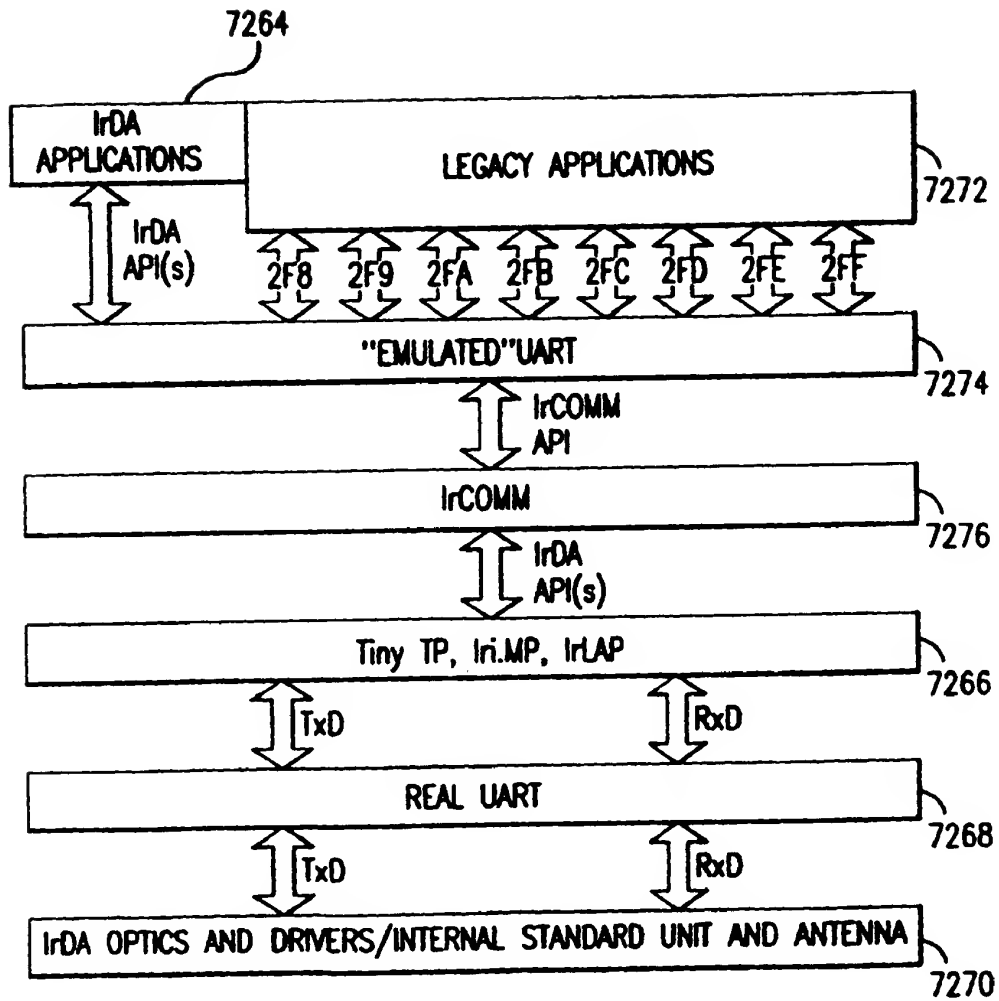 7264
IrDA
APPLICATIONS
LEGACY APPLICATIONS
7272
IrDA
API(s)
2F8 2F9 2FA 2FB 2FC 2FD 2FE 2FF
"EMULATED" UART
7274
IrCOMM
API
IrCOMM
7276
IrDA
API(s)
Tiny TP, Iri.MP, IrLAP
7266
TxD RxD
REAL UART
7268
TxD RxD
IrDA OPTICS AND DRIVERS/INTERNAL STANDARD UNIT AND ANTENNA
7270